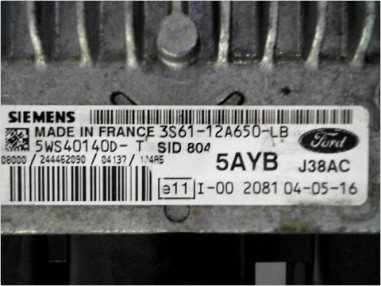 SIEMENS
MADE IN FRANCE 3S61-12A650-LB
5WS40140D-T SID 804
Ford
08000 / 244462090 / 04137 /
5AYB J38AC
e11 I-00 2081 04-05-16